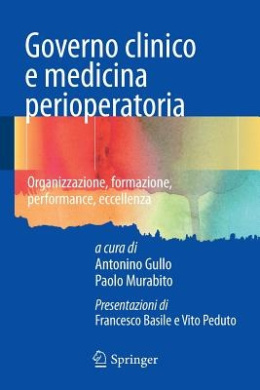 Governo clinico
e medicina
perioperatoria
Organizzazione, formazione,
performance, eccellenza
a cura di
Antonino Gullo
Paolo Murabito
Presentazioni di
Francesco Basile e Vito Peduto
Springer